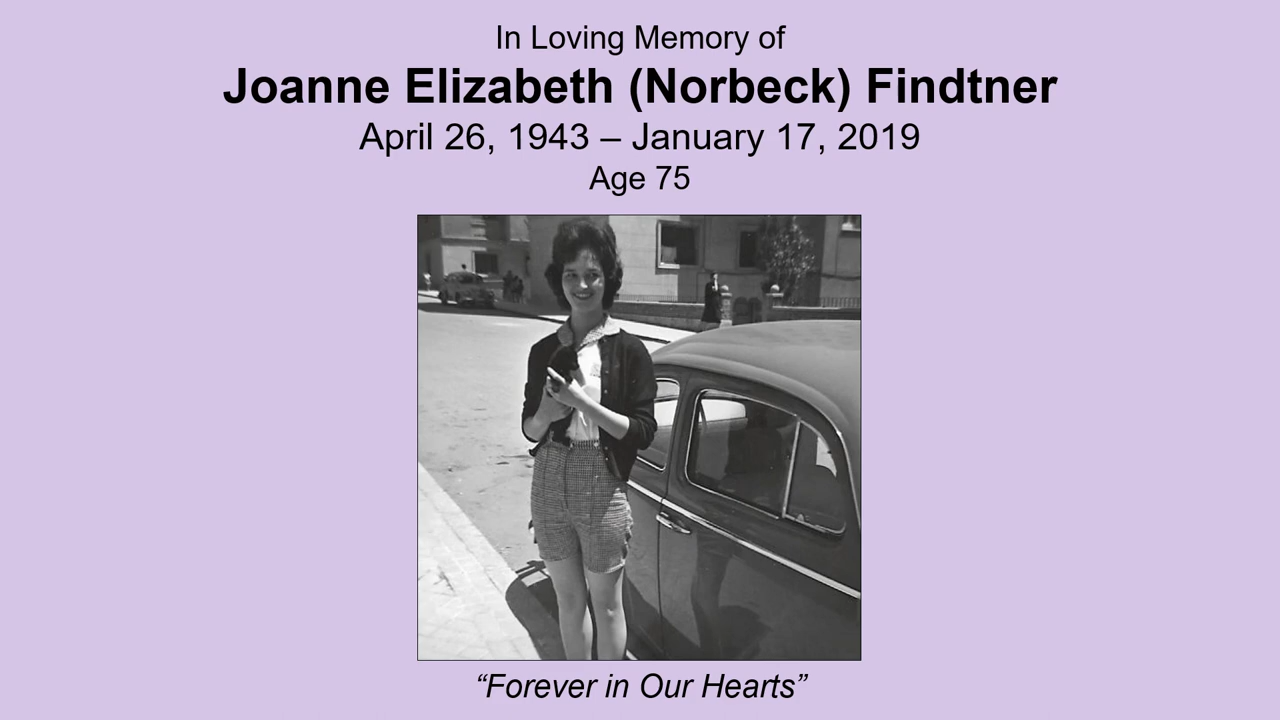 In Loving Memory of
Joanne Elizabeth (Norbeck) Findtner
April 26, 1943 – January 17, 2019
Age 75
“Forever in Our Hearts”